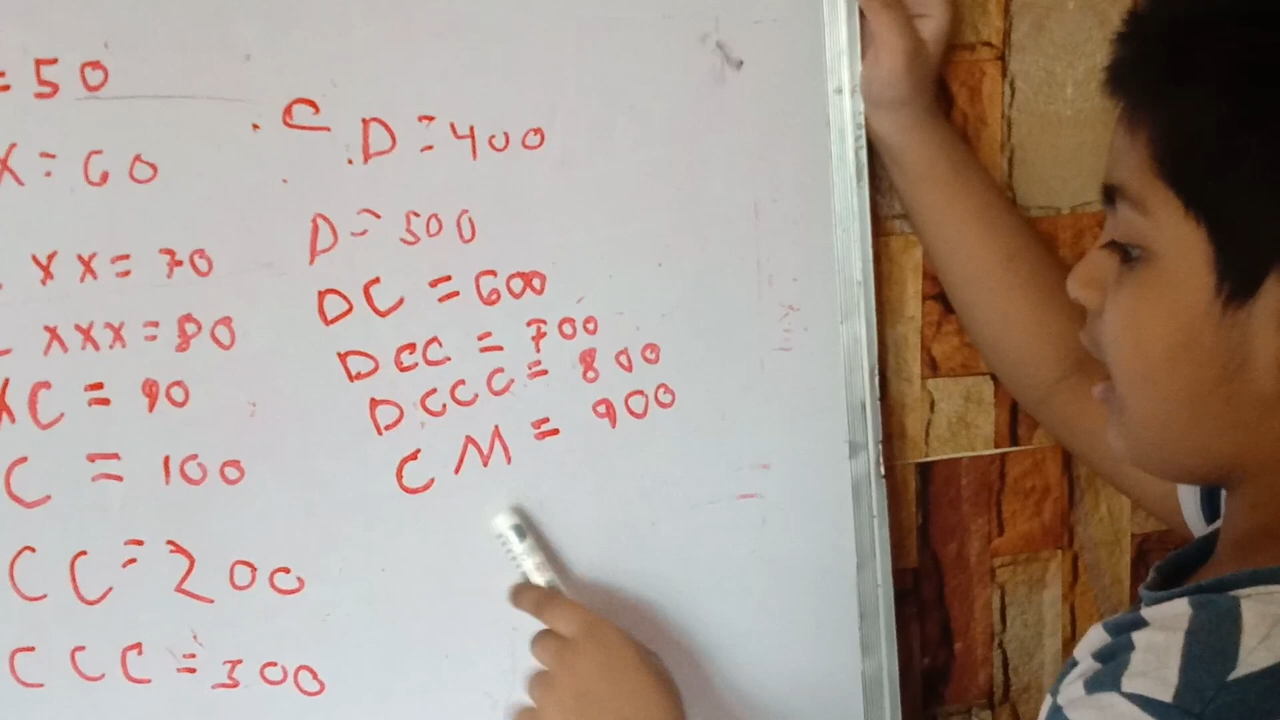 = 50
X = 60
XX = 70
XXX = 80
XC = 90
C = 100
CC = 200
CCC = 300
C.D = 400
D = 500
DC = 600
DCC = 700
DCCC = 800
CM = 900